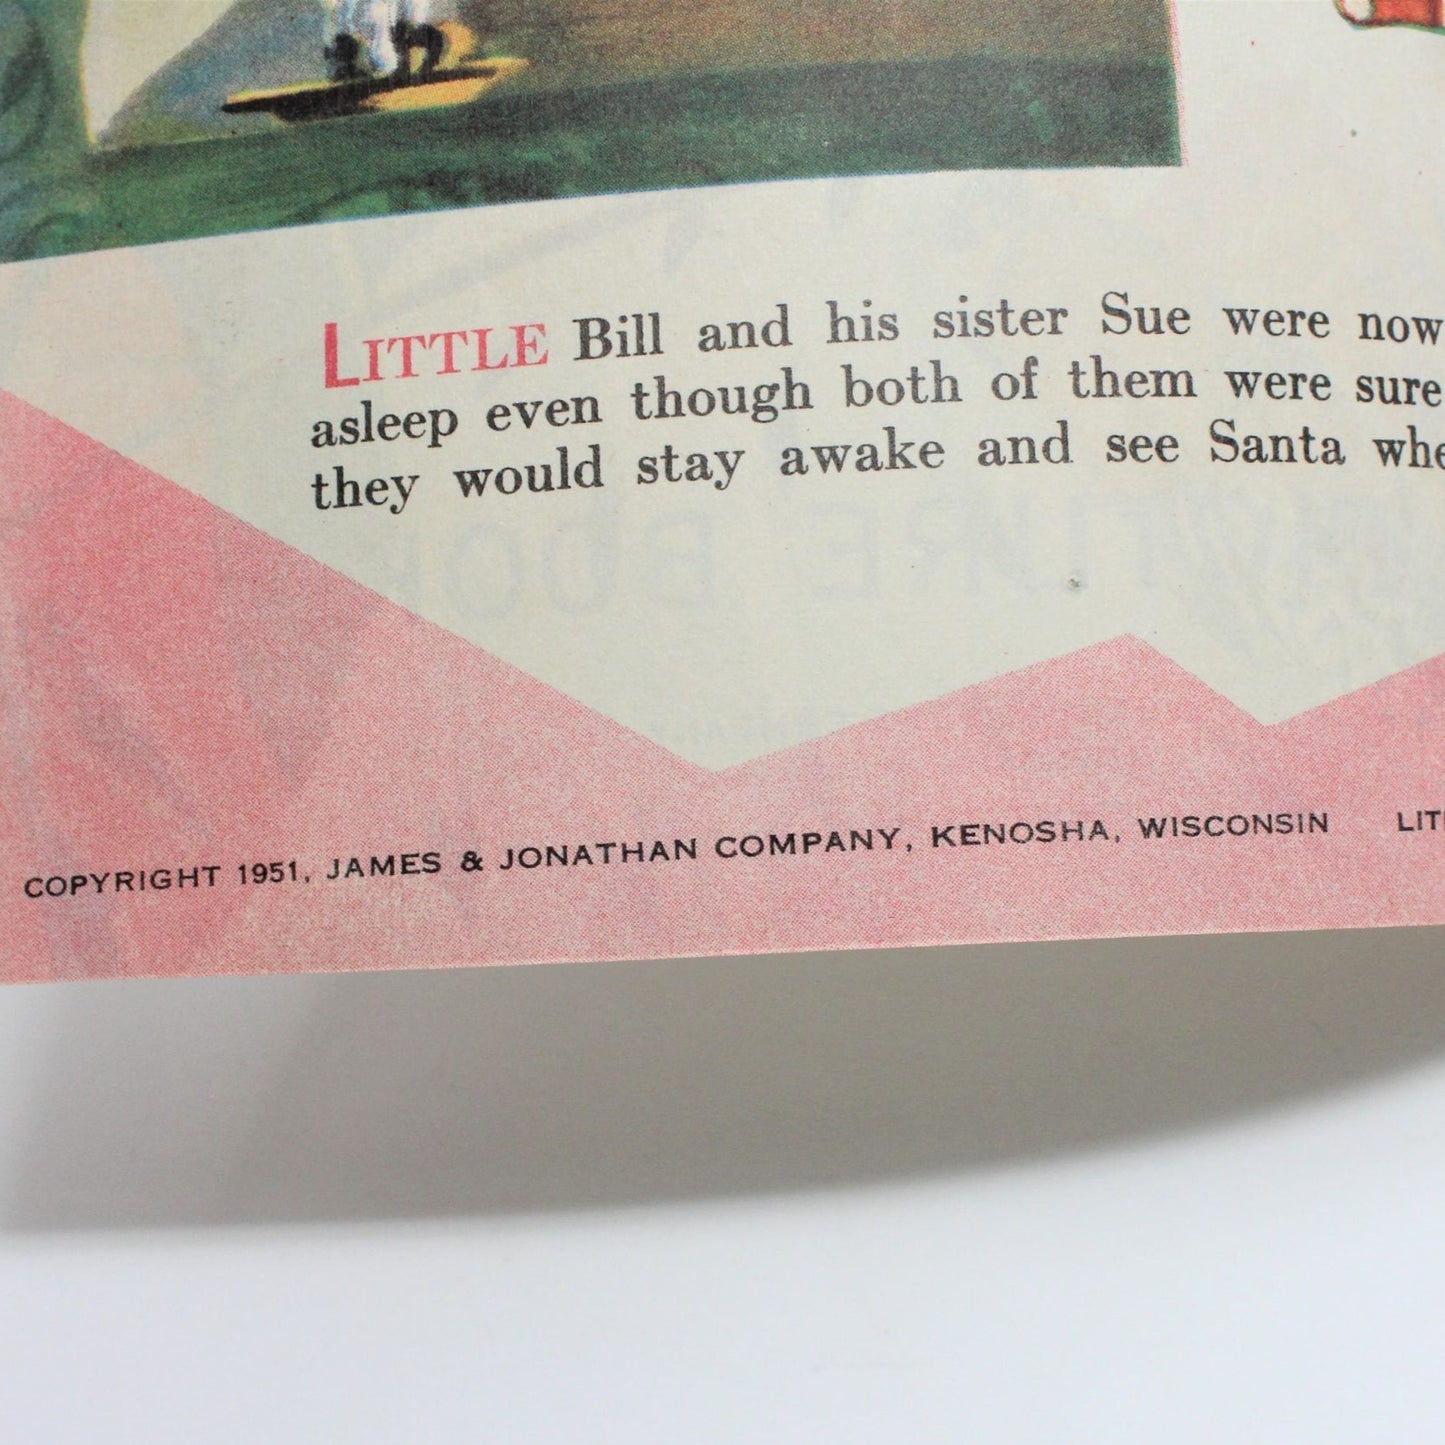 LITTLE Bill and his sister Sue were now
asleep even though both of them were sure
they would stay awake and see Santa
COPYRIGHT 1951, JAMES & JONATHAN COMPANY, KENOSHA, WISCONSIN